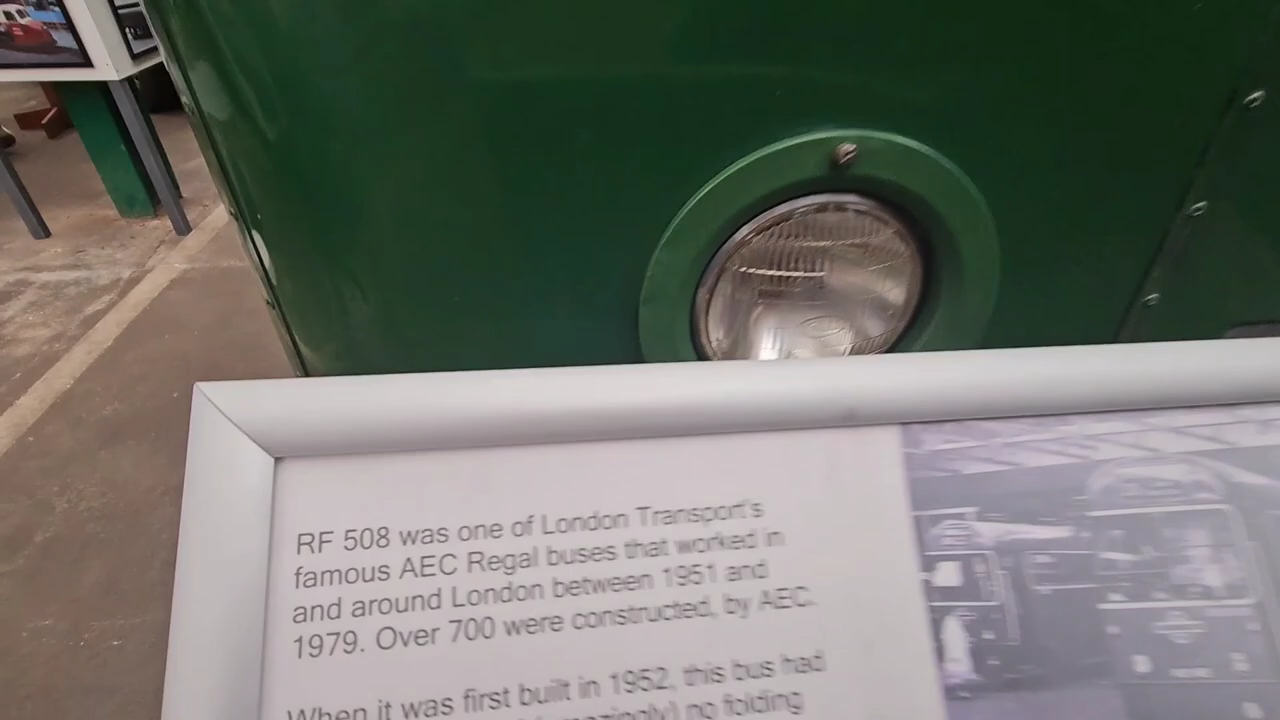 RF 508 was one of London Transport's
famous AEC Regal buses that worked in
and around London between 1951 and
1979. Over 700 were constructed, by AEC.
When it was first built in 1952, this bus had
no folding